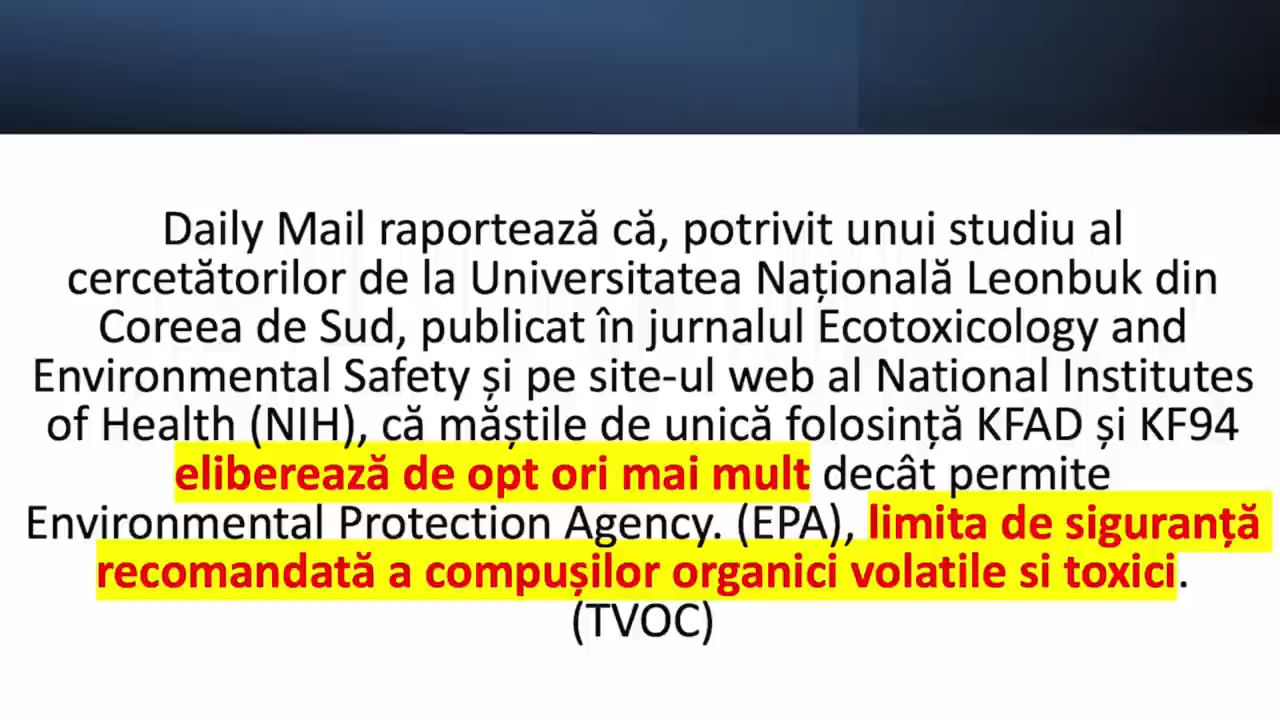 Daily Mail raportează că, potrivit unui studiu al
cercetătorilor de la Universitatea Națională Leonbuk din
Coreea de Sud, publicat în jurnalul Ecotoxicology and
Environmental Safety și pe site-ul web al National Institutes
of Health (NIH), că măștile de unică folosință KFAD și KF94
eliberează de opt ori mai mult decât permite
Environmental Protection Agency. (EPA), limita de siguranță
recomandată a compușilor organici volatile si toxici.
(TVOC)